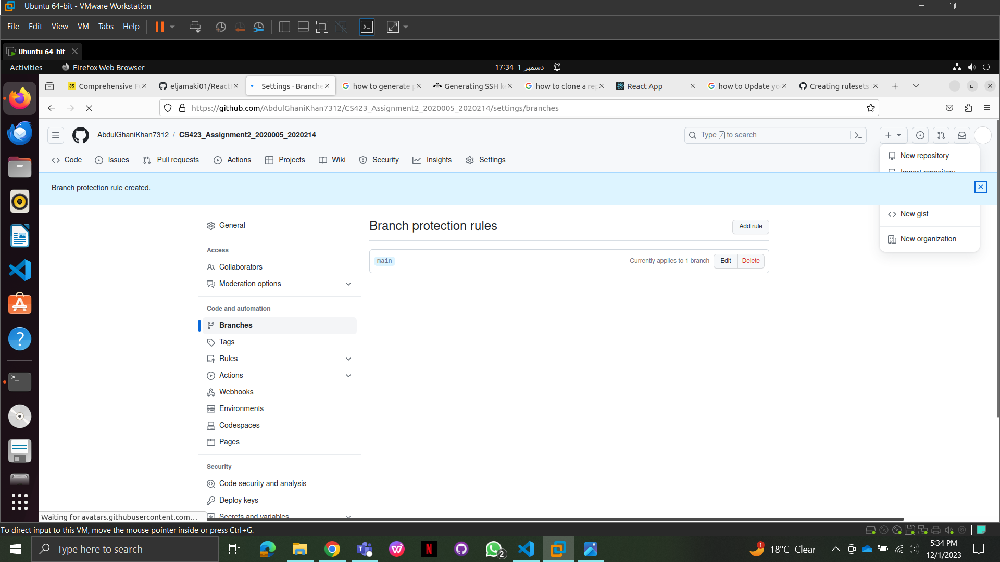 Ubuntu 64-bit - VMware Workstation
File Edit View VM Tabs Help
Ubuntu 64-bit
Activities Firefox Web Browser 17:34 1 دسمبر
JS Comprehensive F eljamaki01/React Settings · Branche how to generate Generating SSH k how to clone a re React App how to Update yo Creating rulesets
https://github.com/AbdulGhaniKhan7312/CS423_Assignment2_2020005_2020214/settings/branches
AbdulGhaniKhan7312 / CS423_Assignment2_2020005_2020214 Type / to search
Code Issues Pull requests Actions Projects Wiki Security Insights Settings
New repository
Import repository
Branch protection rule created.
New gist
New organization
General
Access
Collaborators
Moderation options
Code and automation
Branches
Tags
Rules
Actions
Webhooks
Environments
Codespaces
Pages
Security
Code security and analysis
Deploy keys
Secrets and variables
Branch protection rules Add rule
main Currently applies to 1 branch Edit Delete
Waiting for avatars.githubusercontent.com…
To direct input to this VM, move the mouse pointer inside or press Ctrl+G.
Type here to search 2 1 18°C Clear 5:34 PM
12/1/2023